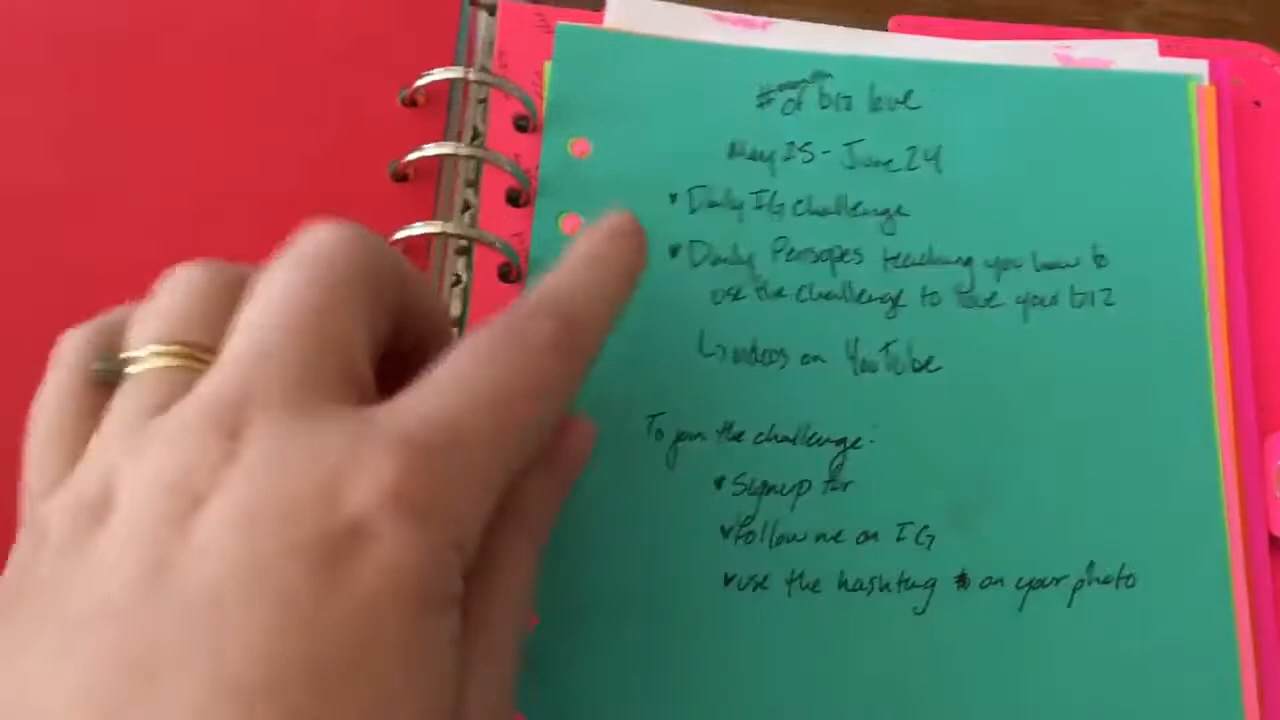 # of biz love
May 25 - June 24
Daily IG challenge
Daily Periscopes teaching you how to
use the challenge to love your biz
↳ videos on YouTube
To join the challenge:
Signup for
Follow me on IG
use the hashtag on your photo